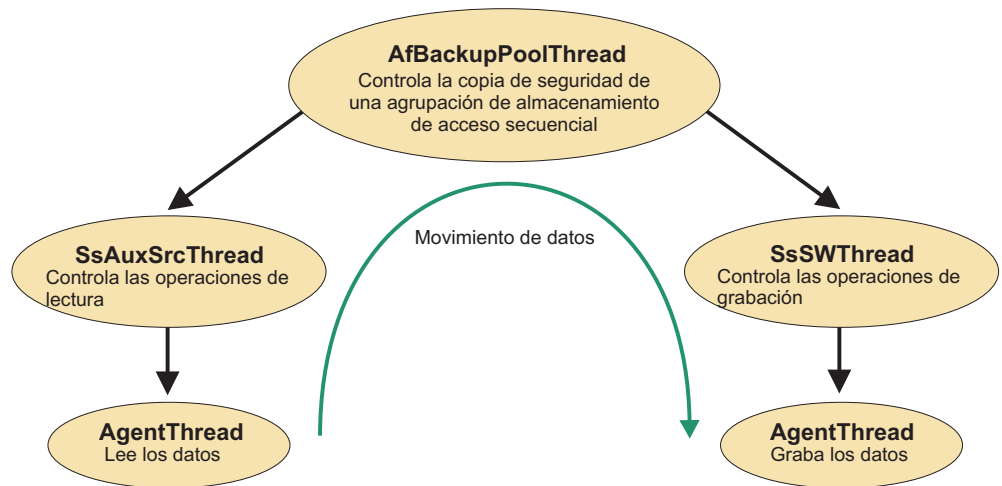 AfBackupPoolThread
Controla la copia de seguridad de
una agrupación de almacenamiento
de acceso secuencial
Movimiento de datos
SsAuxSrcThread
Controla las operaciones de
lectura
SsSWThread
Controla las operaciones de
grabación
AgentThread
Lee los datos
AgentThread
Graba los datos